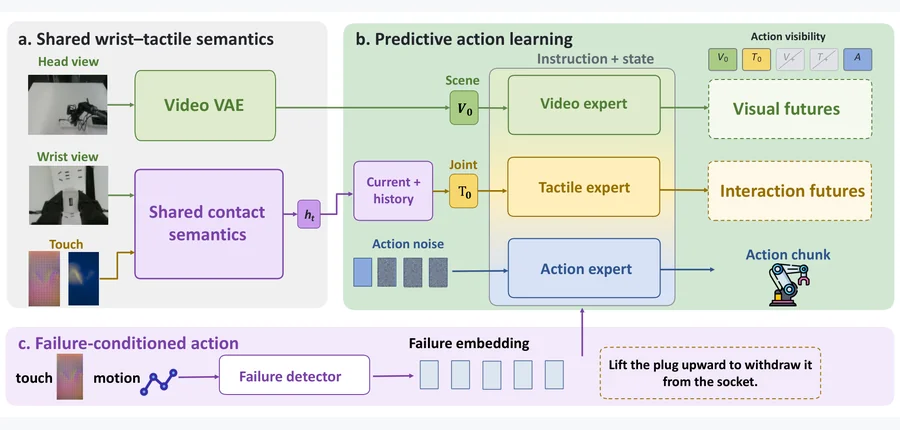 a. Shared wrist–tactile semantics
Head view
Video VAE
Wrist view
Shared contact
semantics
Touch
hₜ
b. Predictive action learning
Action visibility
V₀ T₀ V₊ T₊ A
Instruction + state
Scene
V₀
Video expert
Visual futures
Current +
history
Joint
T₀
Tactile expert
Interaction futures
Action noise
Action expert
Action chunk
c. Failure-conditioned action
touch
motion
Failure detector
Failure embedding
Lift the plug upward to withdraw it
from the socket.